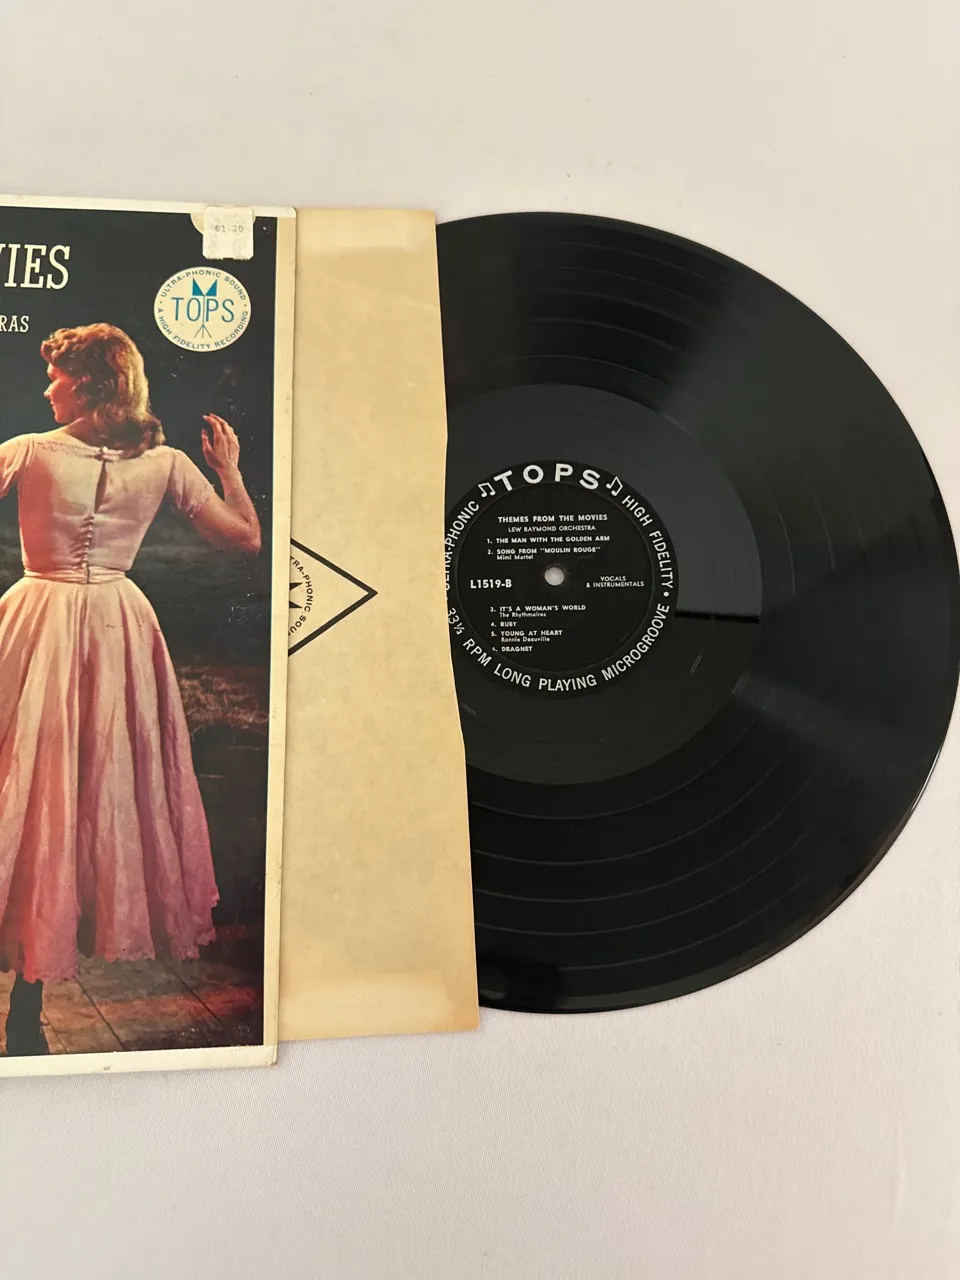 VIES
RAS
$1.20
ULTRA-PHONIC SOUND
TOPS
A HIGH FIDELITY RECORDING
TRA-PHONIC SOU
TOPS
ULTRA-PHONIC
HIGH FIDELITY
THEMES FROM THE MOVIES
LEW RAYMOND ORCHESTRA
1. THE MAN WITH THE GOLDEN ARM
2. SONG FROM "MOULIN ROUGE"
Mimi Martel
L1519-B
VOCALS
& INSTRUMENTALS
3. IT'S A WOMAN'S WORLD
The Rhythmaires
4. RUBY
5. YOUNG AT HEART
Ronnie Deauville
6. DRAGNET
33⅓ RPM LONG PLAYING MICROGROOVE